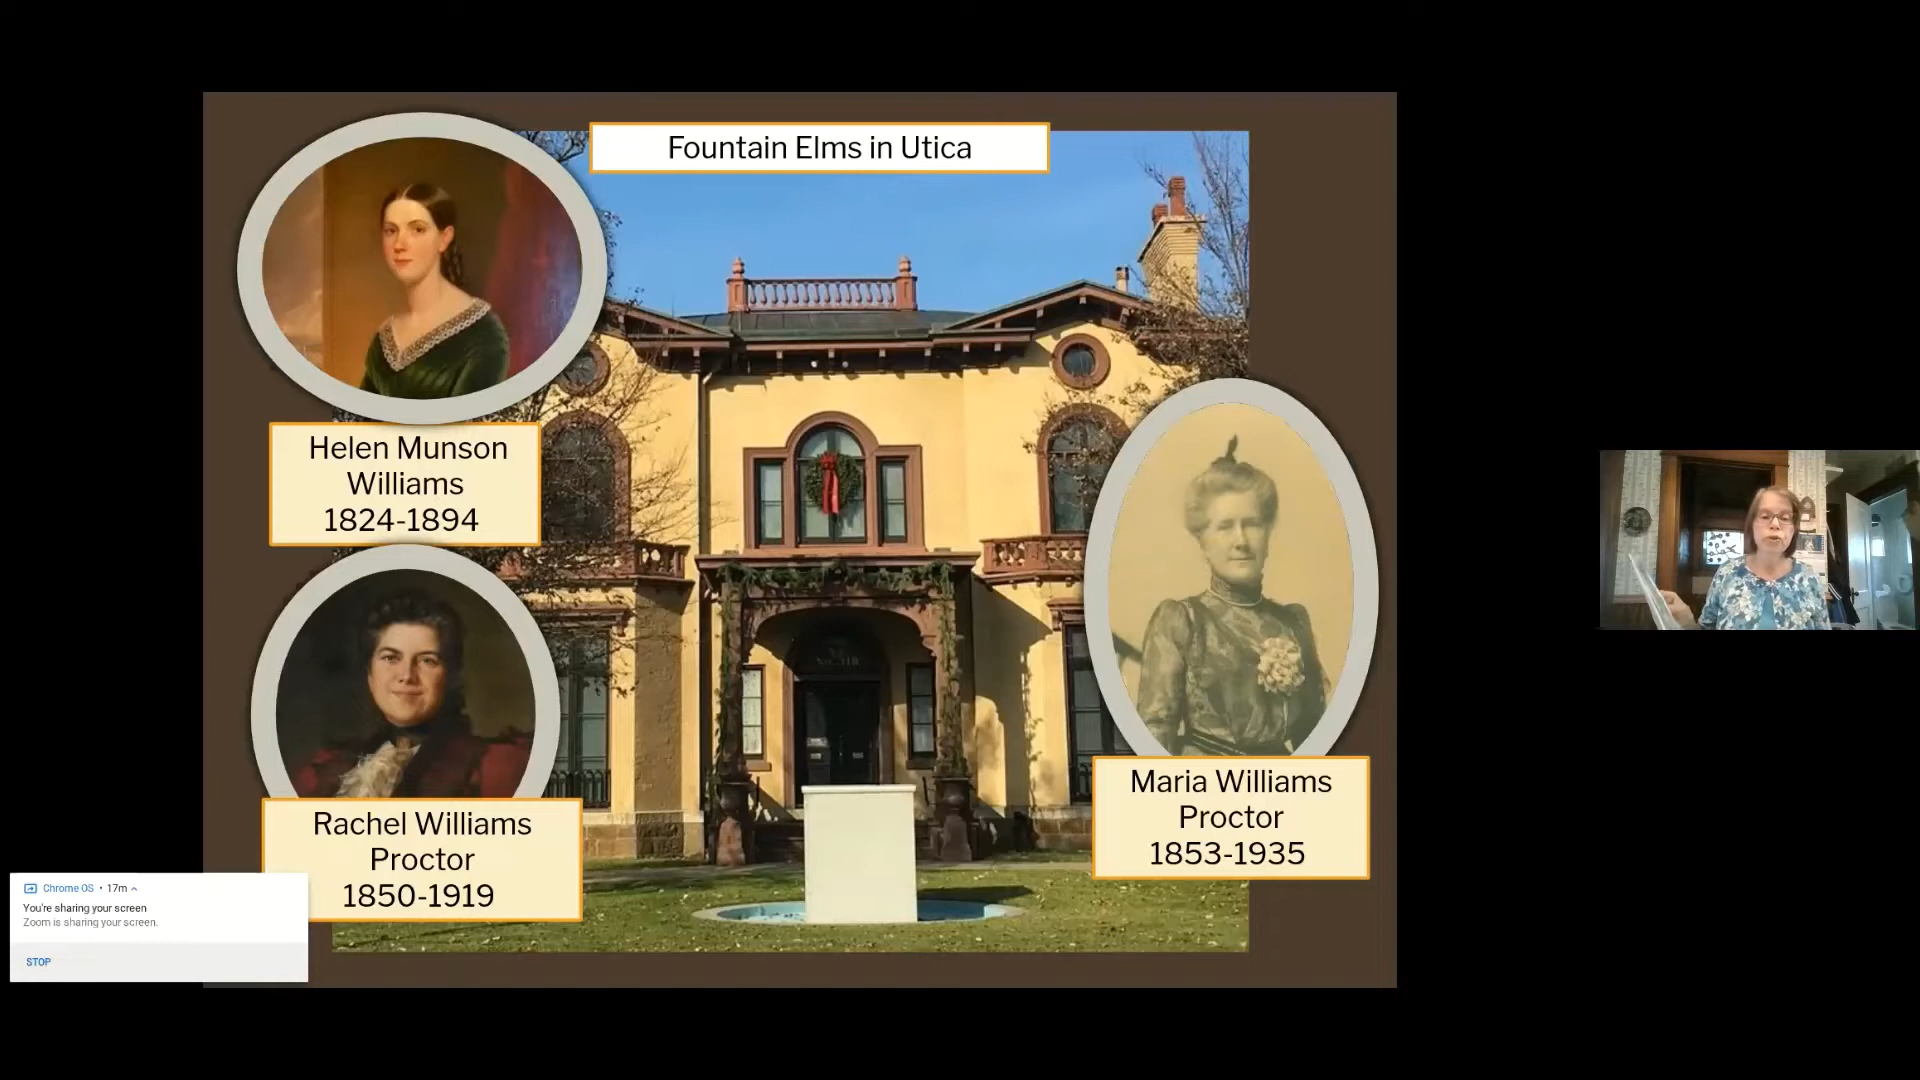 Fountain Elms in Utica
Helen Munson
Williams
1824-1894
Rachel Williams
Proctor
1850-1919
Maria Williams
Proctor
1853-1935
Chrome OS • 17m
You're sharing your screen
Zoom is sharing your screen.
STOP